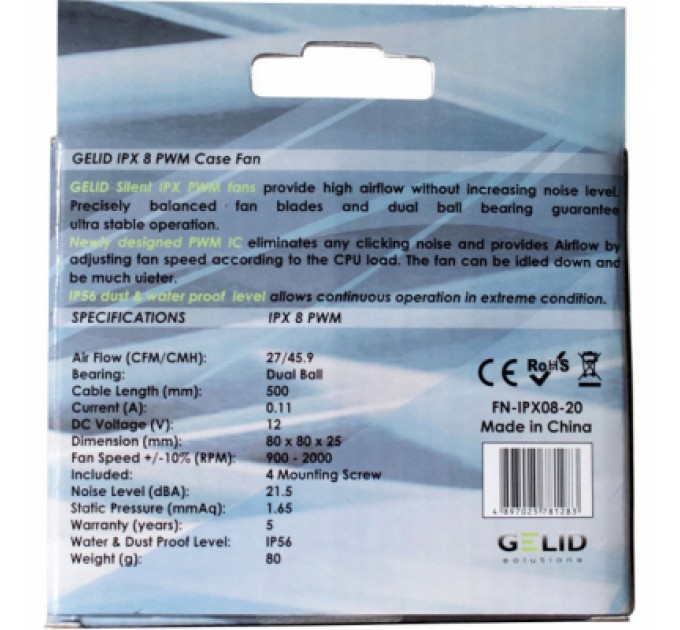 GELID IPX 8 PWM Case Fan
GELID Silent IPX PWM fans provide high airflow without increasing noise level.
Precisely balanced fan blades and dual ball bearing guarantee
ultra stable operation.
Newly designed PWM IC eliminates any clicking noise and provides Airflow by
adjusting fan speed according to the CPU load. The fan can be idled down and
be much uieter.
IP56 dust & water proof level allows continuous operation in extreme condition.
SPECIFICATIONS IPX 8 PWM
Air Flow (CFM/CMH): 27/45.9
Bearing: Dual Ball
Cable Length (mm): 500
Current (A): 0.11
DC Voltage (V): 12
Dimension (mm): 80 x 80 x 25
Fan Speed +/-10% (RPM): 900 - 2000
Included: 4 Mounting Screw
Noise Level (dBA): 21.5
Static Pressure (mmAq): 1.65
Warranty (years): 5
Water & Dust Proof Level: IP56
Weight (g): 80
CE RoHS
FN-IPX08-20
Made in China
4 897025 781283
GELID
solutions